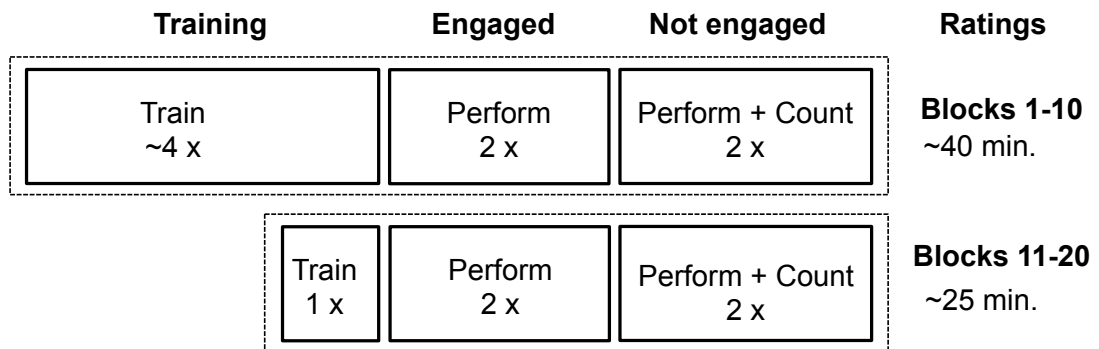 Training Engaged Not engaged Ratings
Train Perform Perform + Count Blocks 1-10
~4 x 2 x 2 x ~40 min.
Train Perform Perform + Count Blocks 11-20
1 x 2 x 2 x ~25 min.